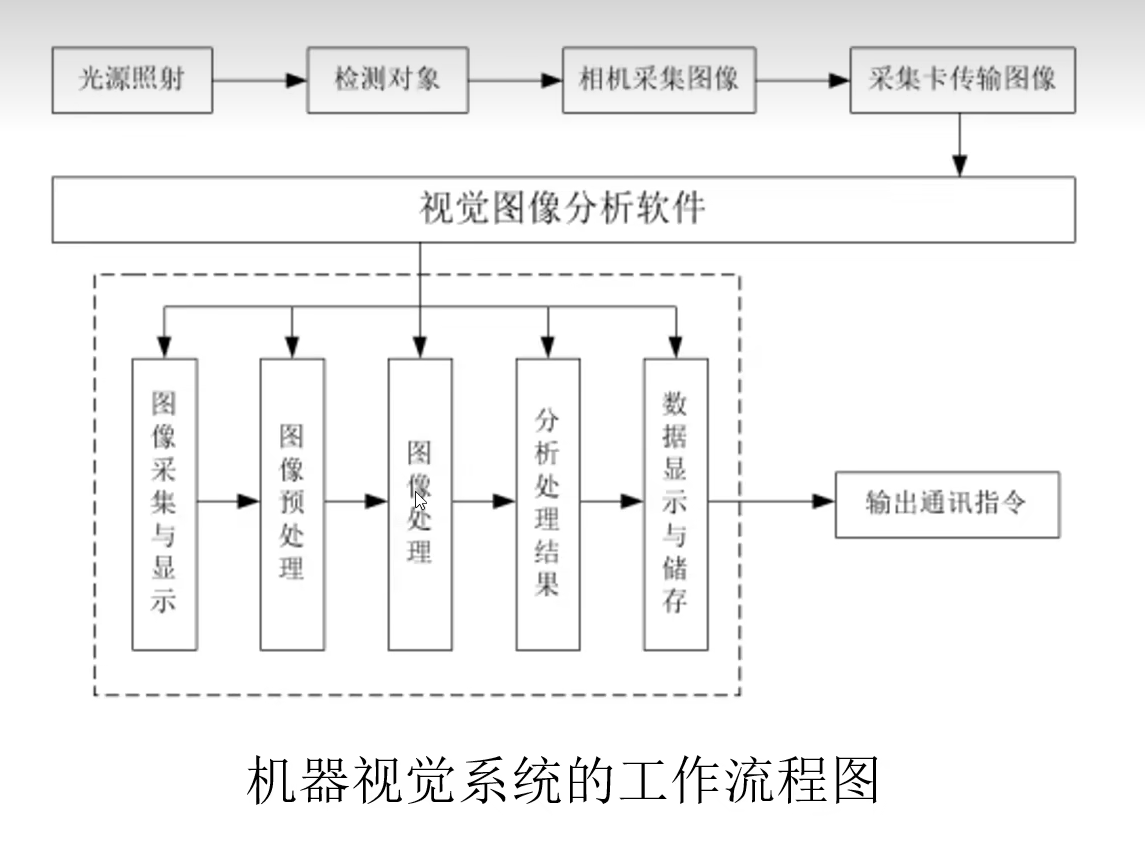 光源照射
检测对象
相机采集图像
采集卡传输图像
视觉图像分析软件
图像采集与显示
图像预处理
图像处理
分析处理结果
数据显示与储存
输出通讯指令
机器视觉系统的工作流程图